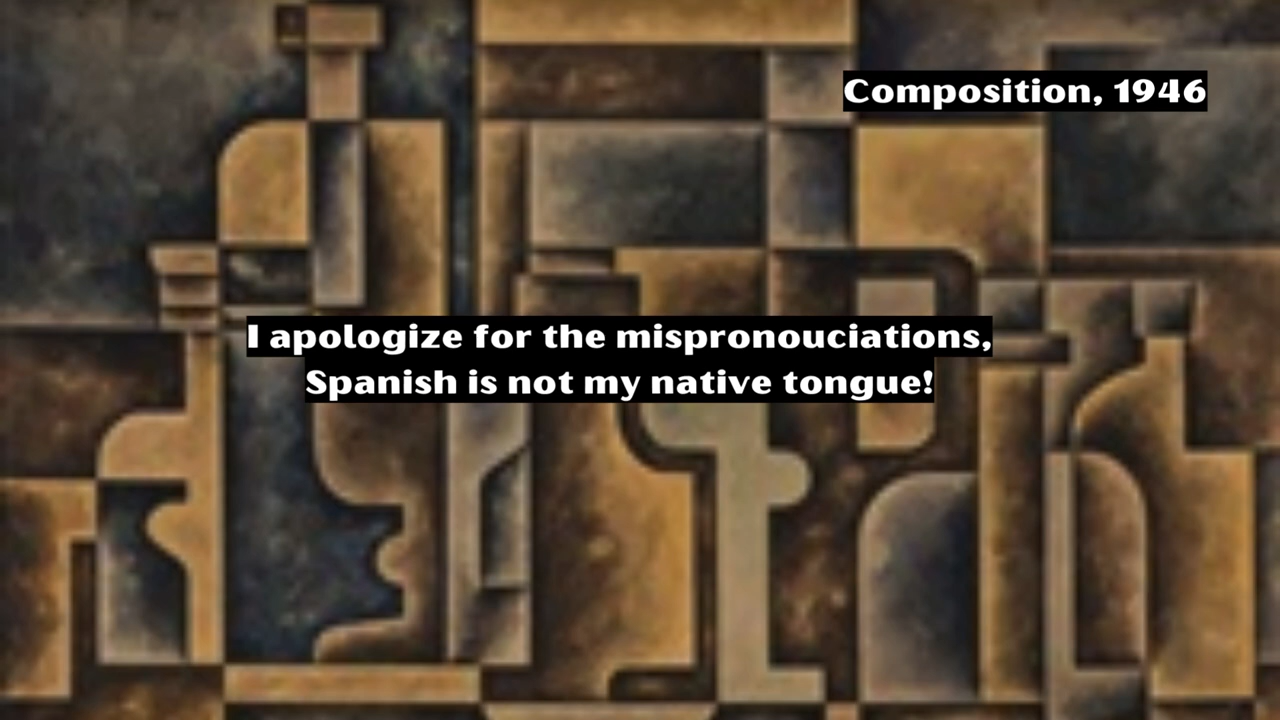 Composition, 1946
I apologize for the mispronouciations,
Spanish is not my native tongue!